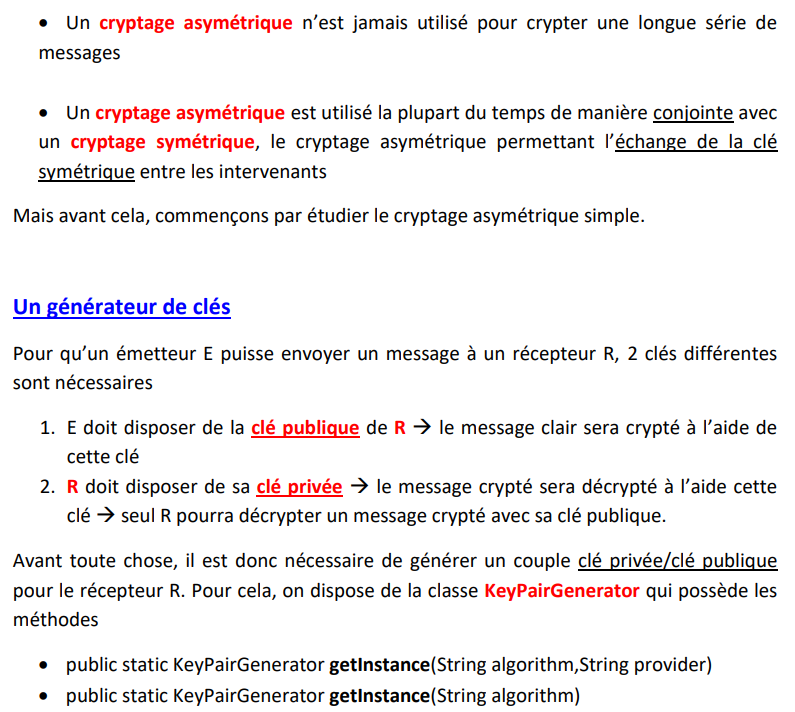 • Un cryptage asymétrique n’est jamais utilisé pour crypter une longue série de
messages
• Un cryptage asymétrique est utilisé la plupart du temps de manière conjointe avec
un cryptage symétrique, le cryptage asymétrique permettant l’échange de la clé
symétrique entre les intervenants
Mais avant cela, commençons par étudier le cryptage asymétrique simple.
Un générateur de clés
Pour qu’un émetteur E puisse envoyer un message à un récepteur R, 2 clés différentes
sont nécessaires
1. E doit disposer de la clé publique de R → le message clair sera crypté à l’aide de
cette clé
2. R doit disposer de sa clé privée → le message crypté sera décrypté à l’aide cette
clé → seul R pourra décrypter un message crypté avec sa clé publique.
Avant toute chose, il est donc nécessaire de générer un couple clé privée/clé publique
pour le récepteur R. Pour cela, on dispose de la classe KeyPairGenerator qui possède les
méthodes
• public static KeyPairGenerator getInstance(String algorithm,String provider)
• public static KeyPairGenerator getInstance(String algorithm)